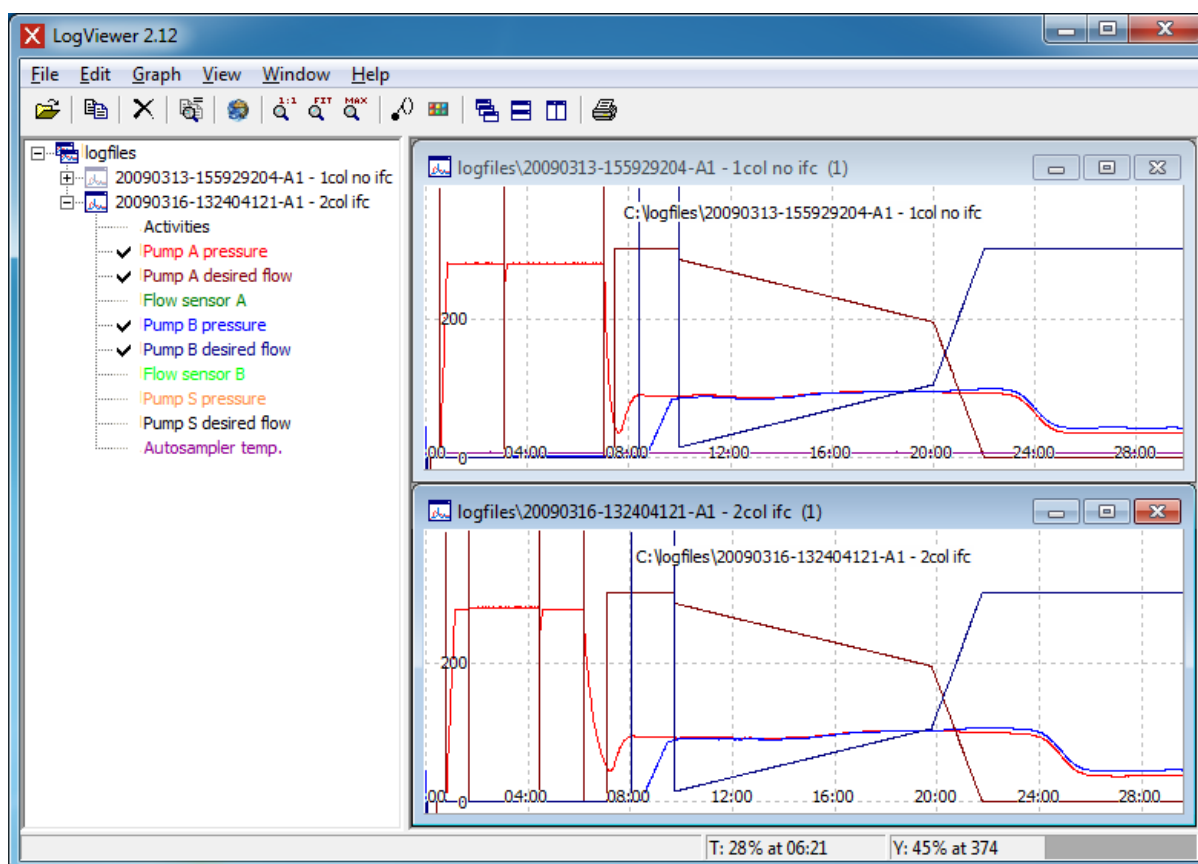 LogViewer 2.12
File Edit Graph View Window Help
1:1 FIT MAX
logfiles
20090313-155929204-A1 - 1col no ifc
20090316-132404121-A1 - 2col ifc
Activities
Pump A pressure
Pump A desired flow
Flow sensor A
Pump B pressure
Pump B desired flow
Flow sensor B
Pump S pressure
Pump S desired flow
Autosampler temp.
logfiles\20090313-155929204-A1 - 1col no ifc (1)
C:\logfiles\20090313-155929204-A1 - 1col no ifc
200
:00 04:00 08:00 12:00 16:00 20:00 24:00 28:00
0
logfiles\20090316-132404121-A1 - 2col ifc (1)
C:\logfiles\20090316-132404121-A1 - 2col ifc
200
:00 04:00 08:00 12:00 16:00 20:00 24:00 28:00
0
T: 28% at 06:21 Y: 45% at 374